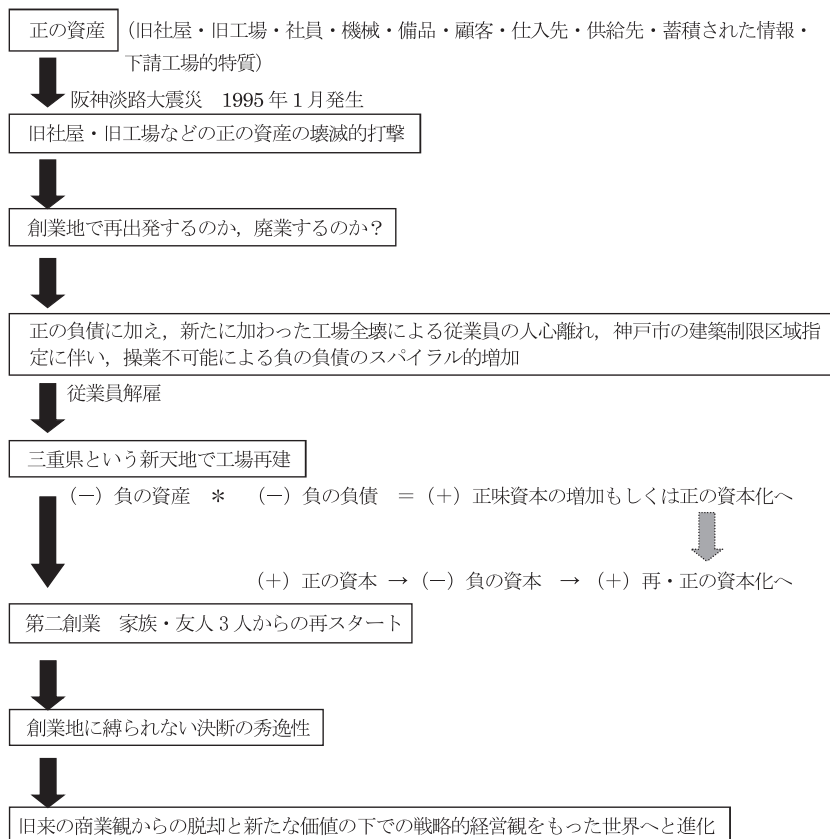 正の資産 (旧社屋・旧工場・社員・機械・備品・顧客・仕入先・供給先・蓄積された情報・
下請工場的特質)
阪神淡路大震災 1995年1月発生
旧社屋・旧工場などの正の資産の壊滅的打撃
創業地で再出発するのか，廃業するのか？
正の負債に加え，新たに加わった工場全壊による従業員の人心離れ，神戸市の建築制限区域指
定に伴い，操業不可能による負の負債のスパイラル的増加
従業員解雇
三重県という新天地で工場再建
(－) 負の資産 ＊ (－) 負の負債 ＝ (＋) 正味資本の増加もしくは正の資本化へ
(＋) 正の資本 → (－) 負の資本 → (＋) 再・正の資本化へ
第二創業 家族・友人3人からの再スタート
創業地に縛られない決断の秀逸性
旧来の商業観からの脱却と新たな価値の下での戦略的経営観をもった世界へと進化